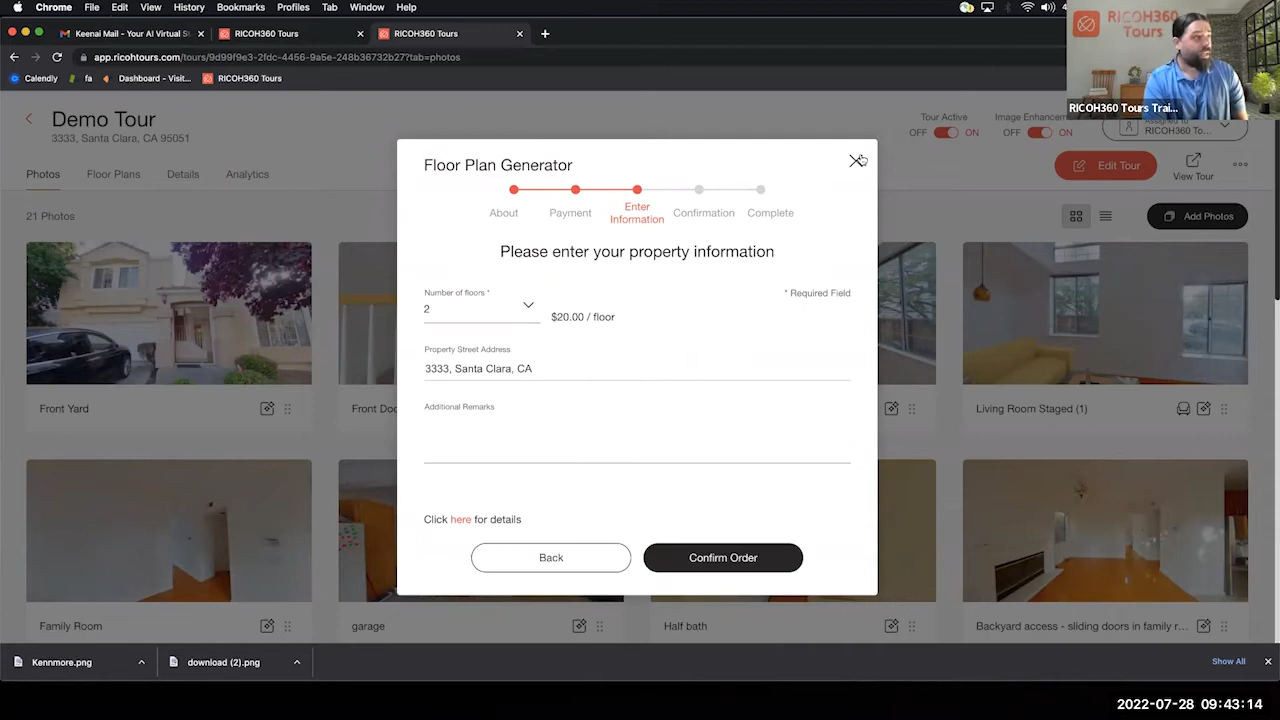 Chrome File Edit View History Bookmarks Profiles Tab Window Help
Keenai Mail - Your AI Virtual St
RICOH360 Tours
RICOH360 Tours
app.ricohtours.com/tours/9d99f9e3-2fdc-4456-9a5e-248b36732b27?tab=photos
Calendly
fa
Dashboard - Visit...
RICOH360 Tours
RICOH360
Tours
RICOH360 Tours Trai...
Demo Tour
3333, Santa Clara, CA 95051
Tour Active
OFF ON
Image Enhancem
OFF ON
RICOH360 To...
Edit Tour
View Tour
Photos
Floor Plans
Details
Analytics
21 Photos
Add Photos
Floor Plan Generator
About
Payment
Enter
Information
Confirmation
Complete
Please enter your property information
Number of floors *
2
$20.00 / floor
* Required Field
Property Street Address
3333, Santa Clara, CA
Additional Remarks
Click here for details
Back
Confirm Order
Front Yard
Front Doo
Living Room Staged (1)
Family Room
garage
Half bath
Backyard access - sliding doors in family r...
Kennmore.png
download (2).png
Show All
2022-07-28 09:43:14